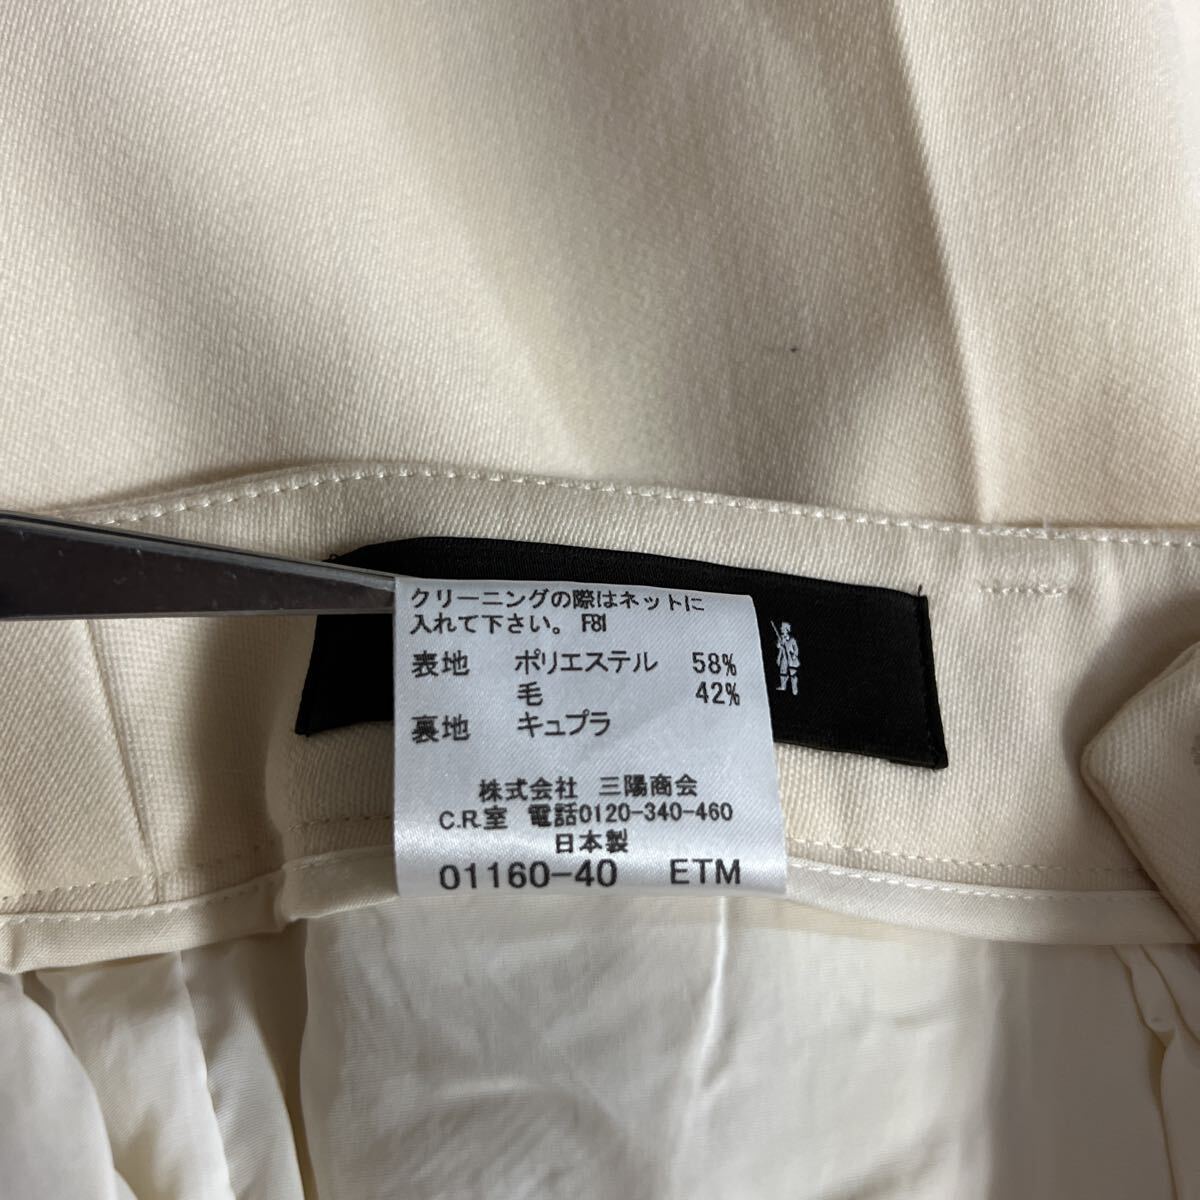 クリーニングの際はネットに
入れて下さい。 F81
表地 ポリエステル 58%
毛 42%
裏地 キュプラ
株式会社 三陽商会
C.R.室 電話0120-340-460
日本製
01160-40 ETM